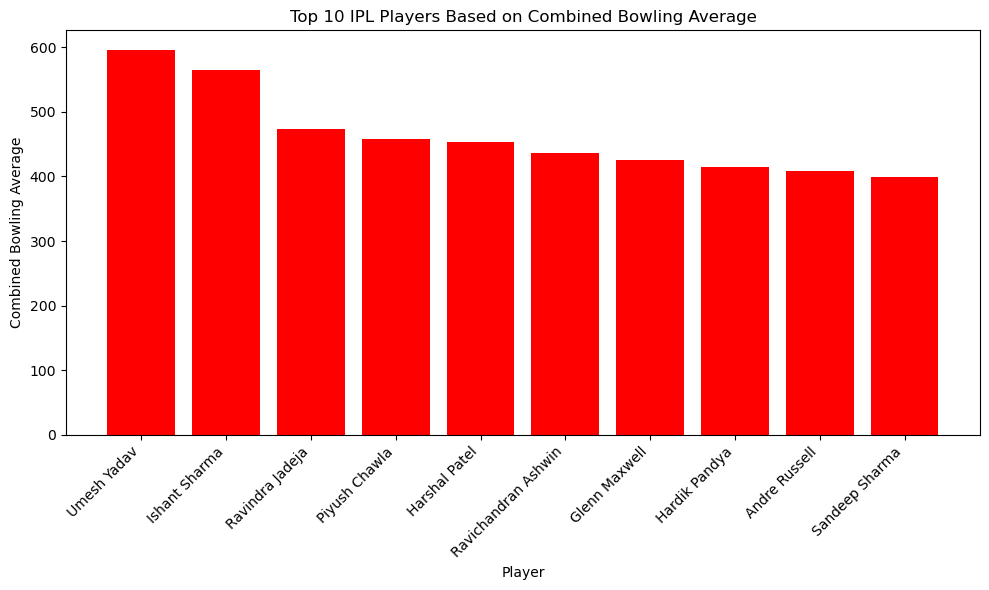 Top 10 IPL Players Based on Combined Bowling Average
Combined Bowling Average
600
500
400
300
200
100
0
Umesh Yadav
Ishant Sharma
Ravindra Jadeja
Piyush Chawla
Harshal Patel
Ravichandran Ashwin
Glenn Maxwell
Hardik Pandya
Andre Russell
Sandeep Sharma
Player